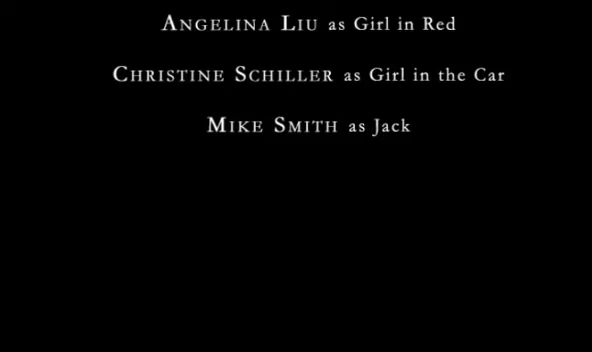 Angelina Liu as Girl in Red
Christine Schiller as Girl in the Car
Mike Smith as Jack